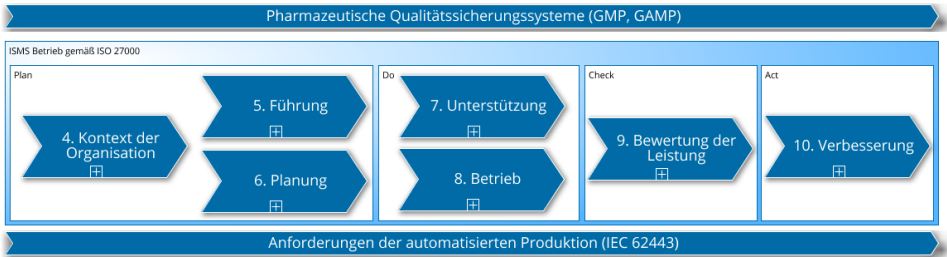 Pharmazeutische Qualitätssicherungssysteme (GMP, GAMP)
ISMS Betrieb gemäß ISO 27000
Plan
4. Kontext der
Organisation
5. Führung
6. Planung
Do
7. Unterstützung
8. Betrieb
Check
9. Bewertung der
Leistung
Act
10. Verbesserung
Anforderungen der automatisierten Produktion (IEC 62443)